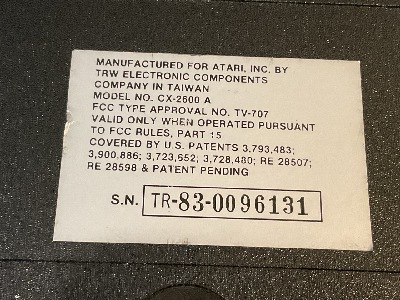 MANUFACTURED FOR ATARI, INC. BY
TRW ELECTRONIC COMPONENTS
COMPANY IN TAIWAN
MODEL NO. CX-2600 A
FCC TYPE APPROVAL NO. TV-707
VALID ONLY WHEN OPERATED PURSUANT
TO FCC RULES, PART 15
COVERED BY U.S. PATENTS 3,793,483;
3,900,886; 3,723,652; 3,728,480; RE 28507;
RE 28598 & PATENT PENDING
S.N. TR-83-0096131